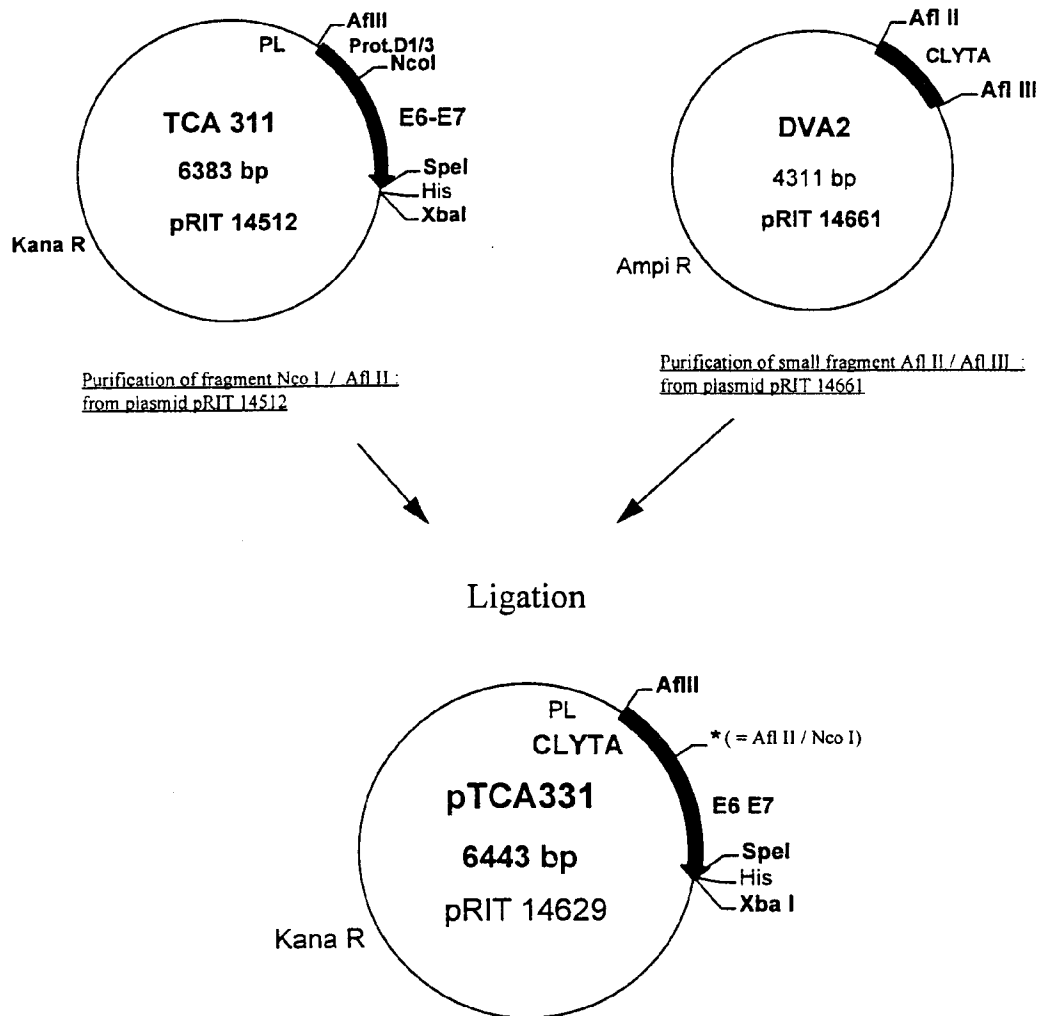 AflII
PL
Prot.D1/3
NcoI
E6-E7
TCA 311
6383 bp
pRIT 14512
SpeI
His
XbaI
Kana R
Afl II
CLYTA
Afl III
DVA2
4311 bp
pRIT 14661
Ampi R
Purification of fragment Nco I / Afl II :
from plasmid pRIT 14512
Purification of small fragment Afl II / Afl III :
from plasmid pRIT 14661
Ligation
AflII
PL
CLYTA
* ( = Afl II / Nco I)
pTCA331
E6 E7
6443 bp
SpeI
His
Xba I
pRIT 14629
Kana R